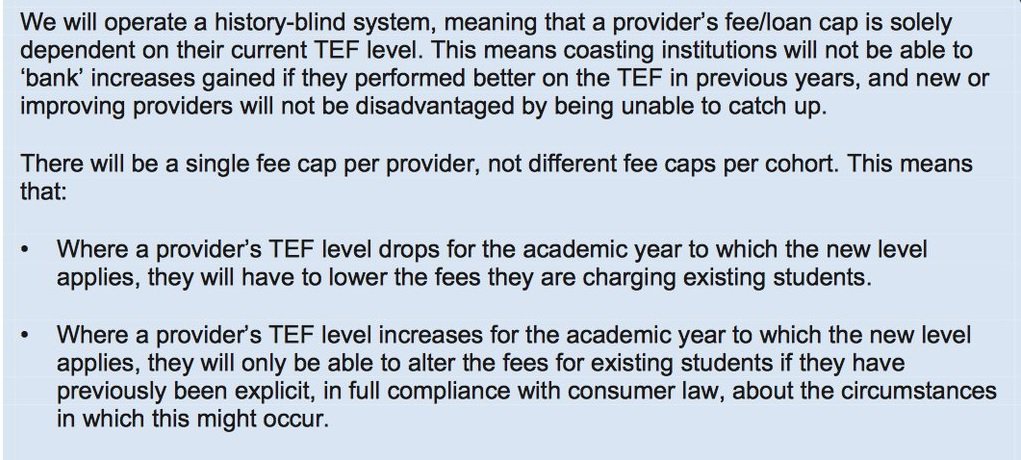 We will operate a history-blind system, meaning that a provider’s fee/loan cap is solely
dependent on their current TEF level. This means coasting institutions will not be able to
‘bank’ increases gained if they performed better on the TEF in previous years, and new or
improving providers will not be disadvantaged by being unable to catch up.
There will be a single fee cap per provider, not different fee caps per cohort. This means
that:
• Where a provider’s TEF level drops for the academic year to which the new level
applies, they will have to lower the fees they are charging existing students.
• Where a provider’s TEF level increases for the academic year to which the new level
applies, they will only be able to alter the fees for existing students if they have
previously been explicit, in full compliance with consumer law, about the circumstances
in which this might occur.